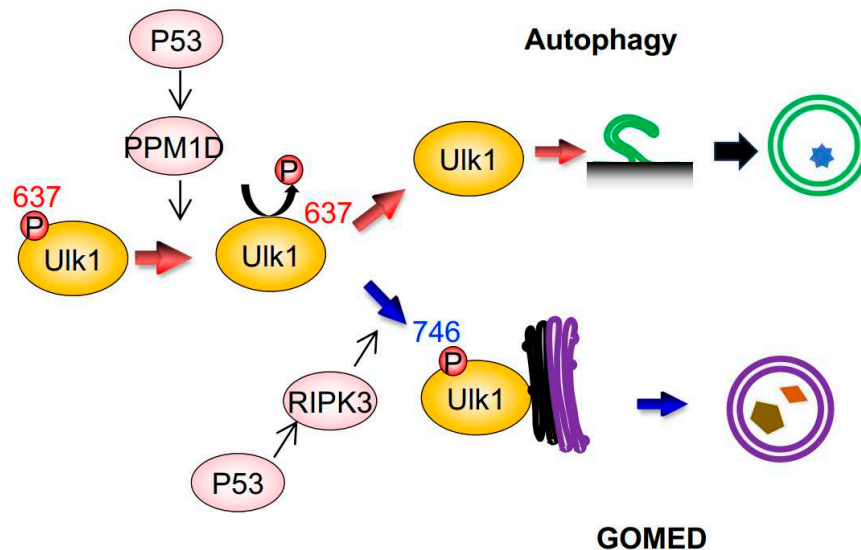 P53
Autophagy
PPM1D
Ulk1
P
637
637
P
Ulk1
Ulk1
746
P
RIPK3
Ulk1
P53
GOMED